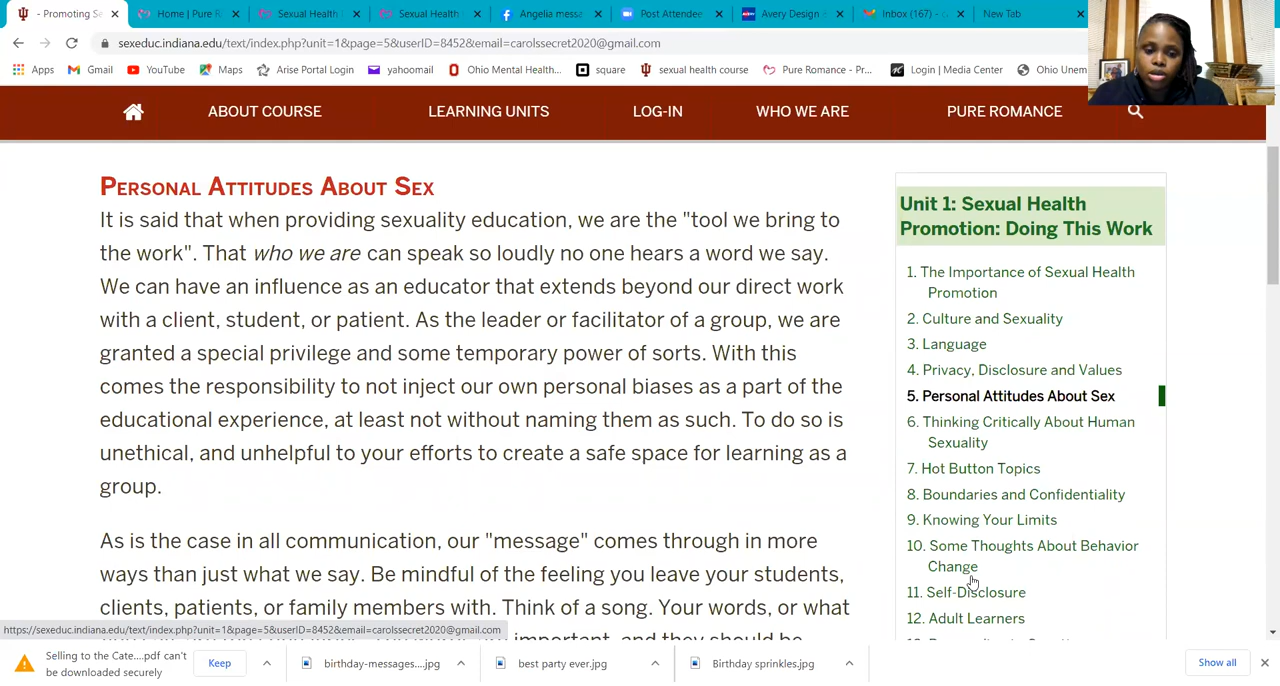 - Promoting Se
Home | Pure R
Sexual Health
Sexual Health
Angelia messa
Post Attendee
Avery Design &
Inbox (167) - c
New Tab
sexeduc.indiana.edu/text/index.php?unit=1&page=5&userID=8452&email=carolssecret2020@gmail.com
Apps
Gmail
YouTube
Maps
Arise Portal Login
yahoomail
Ohio Mental Health...
square
sexual health course
Pure Romance - Pr...
Login | Media Center
Ohio Unem
ABOUT COURSE
LEARNING UNITS
LOG-IN
WHO WE ARE
PURE ROMANCE
Personal Attitudes About Sex
It is said that when providing sexuality education, we are the "tool we bring to
the work". That who we are can speak so loudly no one hears a word we say.
We can have an influence as an educator that extends beyond our direct work
with a client, student, or patient. As the leader or facilitator of a group, we are
granted a special privilege and some temporary power of sorts. With this
comes the responsibility to not inject our own personal biases as a part of the
educational experience, at least not without naming them as such. To do so is
unethical, and unhelpful to your efforts to create a safe space for learning as a
group.
As is the case in all communication, our "message" comes through in more
ways than just what we say. Be mindful of the feeling you leave your students,
clients, patients, or family members with. Think of a song. Your words, or what
important, and they should be
Unit 1: Sexual Health
Promotion: Doing This Work
1. The Importance of Sexual Health
Promotion
2. Culture and Sexuality
3. Language
4. Privacy, Disclosure and Values
5. Personal Attitudes About Sex
6. Thinking Critically About Human
Sexuality
7. Hot Button Topics
8. Boundaries and Confidentiality
9. Knowing Your Limits
10. Some Thoughts About Behavior
Change
11. Self-Disclosure
12. Adult Learners
https://sexeduc.indiana.edu/text/index.php?unit=1&page=5&userID=8452&email=carolssecret2020@gmail.com
Selling to the Cate....pdf can't
be downloaded securely
Keep
birthday-messages....jpg
best party ever.jpg
Birthday sprinkles.jpg
Show all